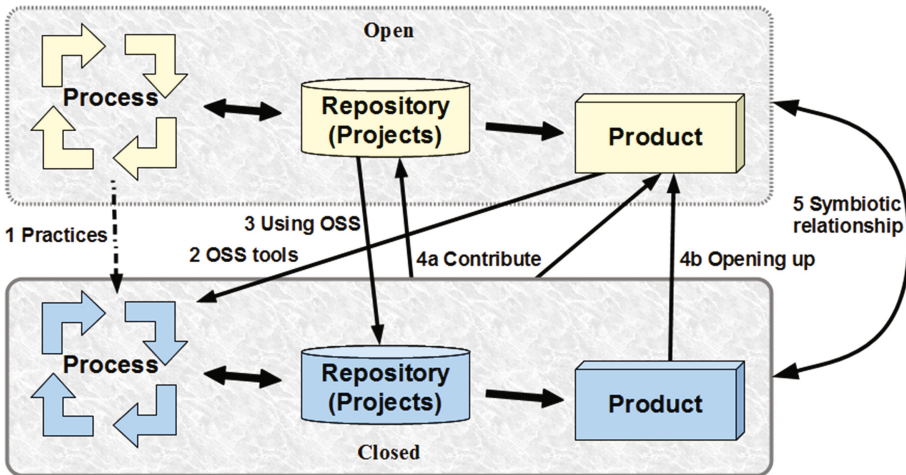 Open
Process
Repository
(Projects)
Product
1 Practices
2 OSS tools
3 Using OSS
4a Contribute
4b Opening up
5 Symbiotic
relationship
Process
Repository
(Projects)
Product
Closed